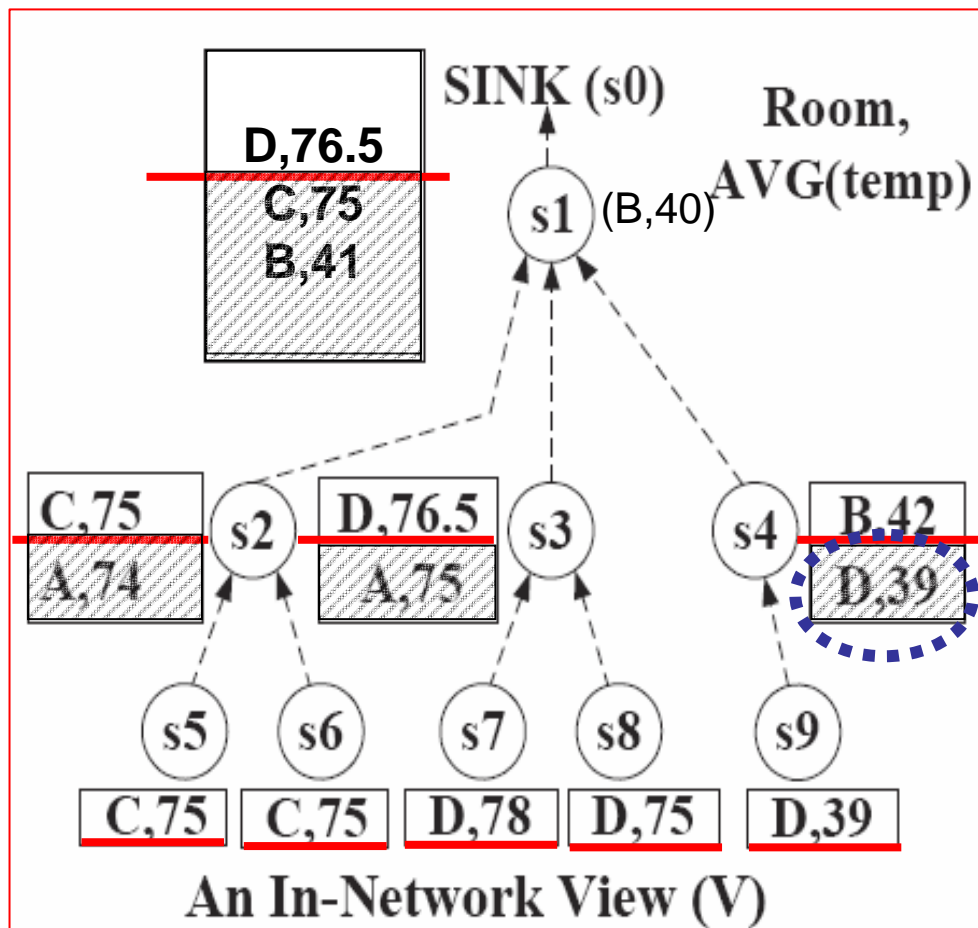 SINK (s0)
Room,
AVG(temp)
D,76.5
C,75
B,41
s1
(B,40)
C,75
A,74
s2
D,76.5
A,75
s3
s4
B,42
D,39
s5
s6
s7
s8
s9
C,75
C,75
D,78
D,75
D,39
An In-Network View (V)